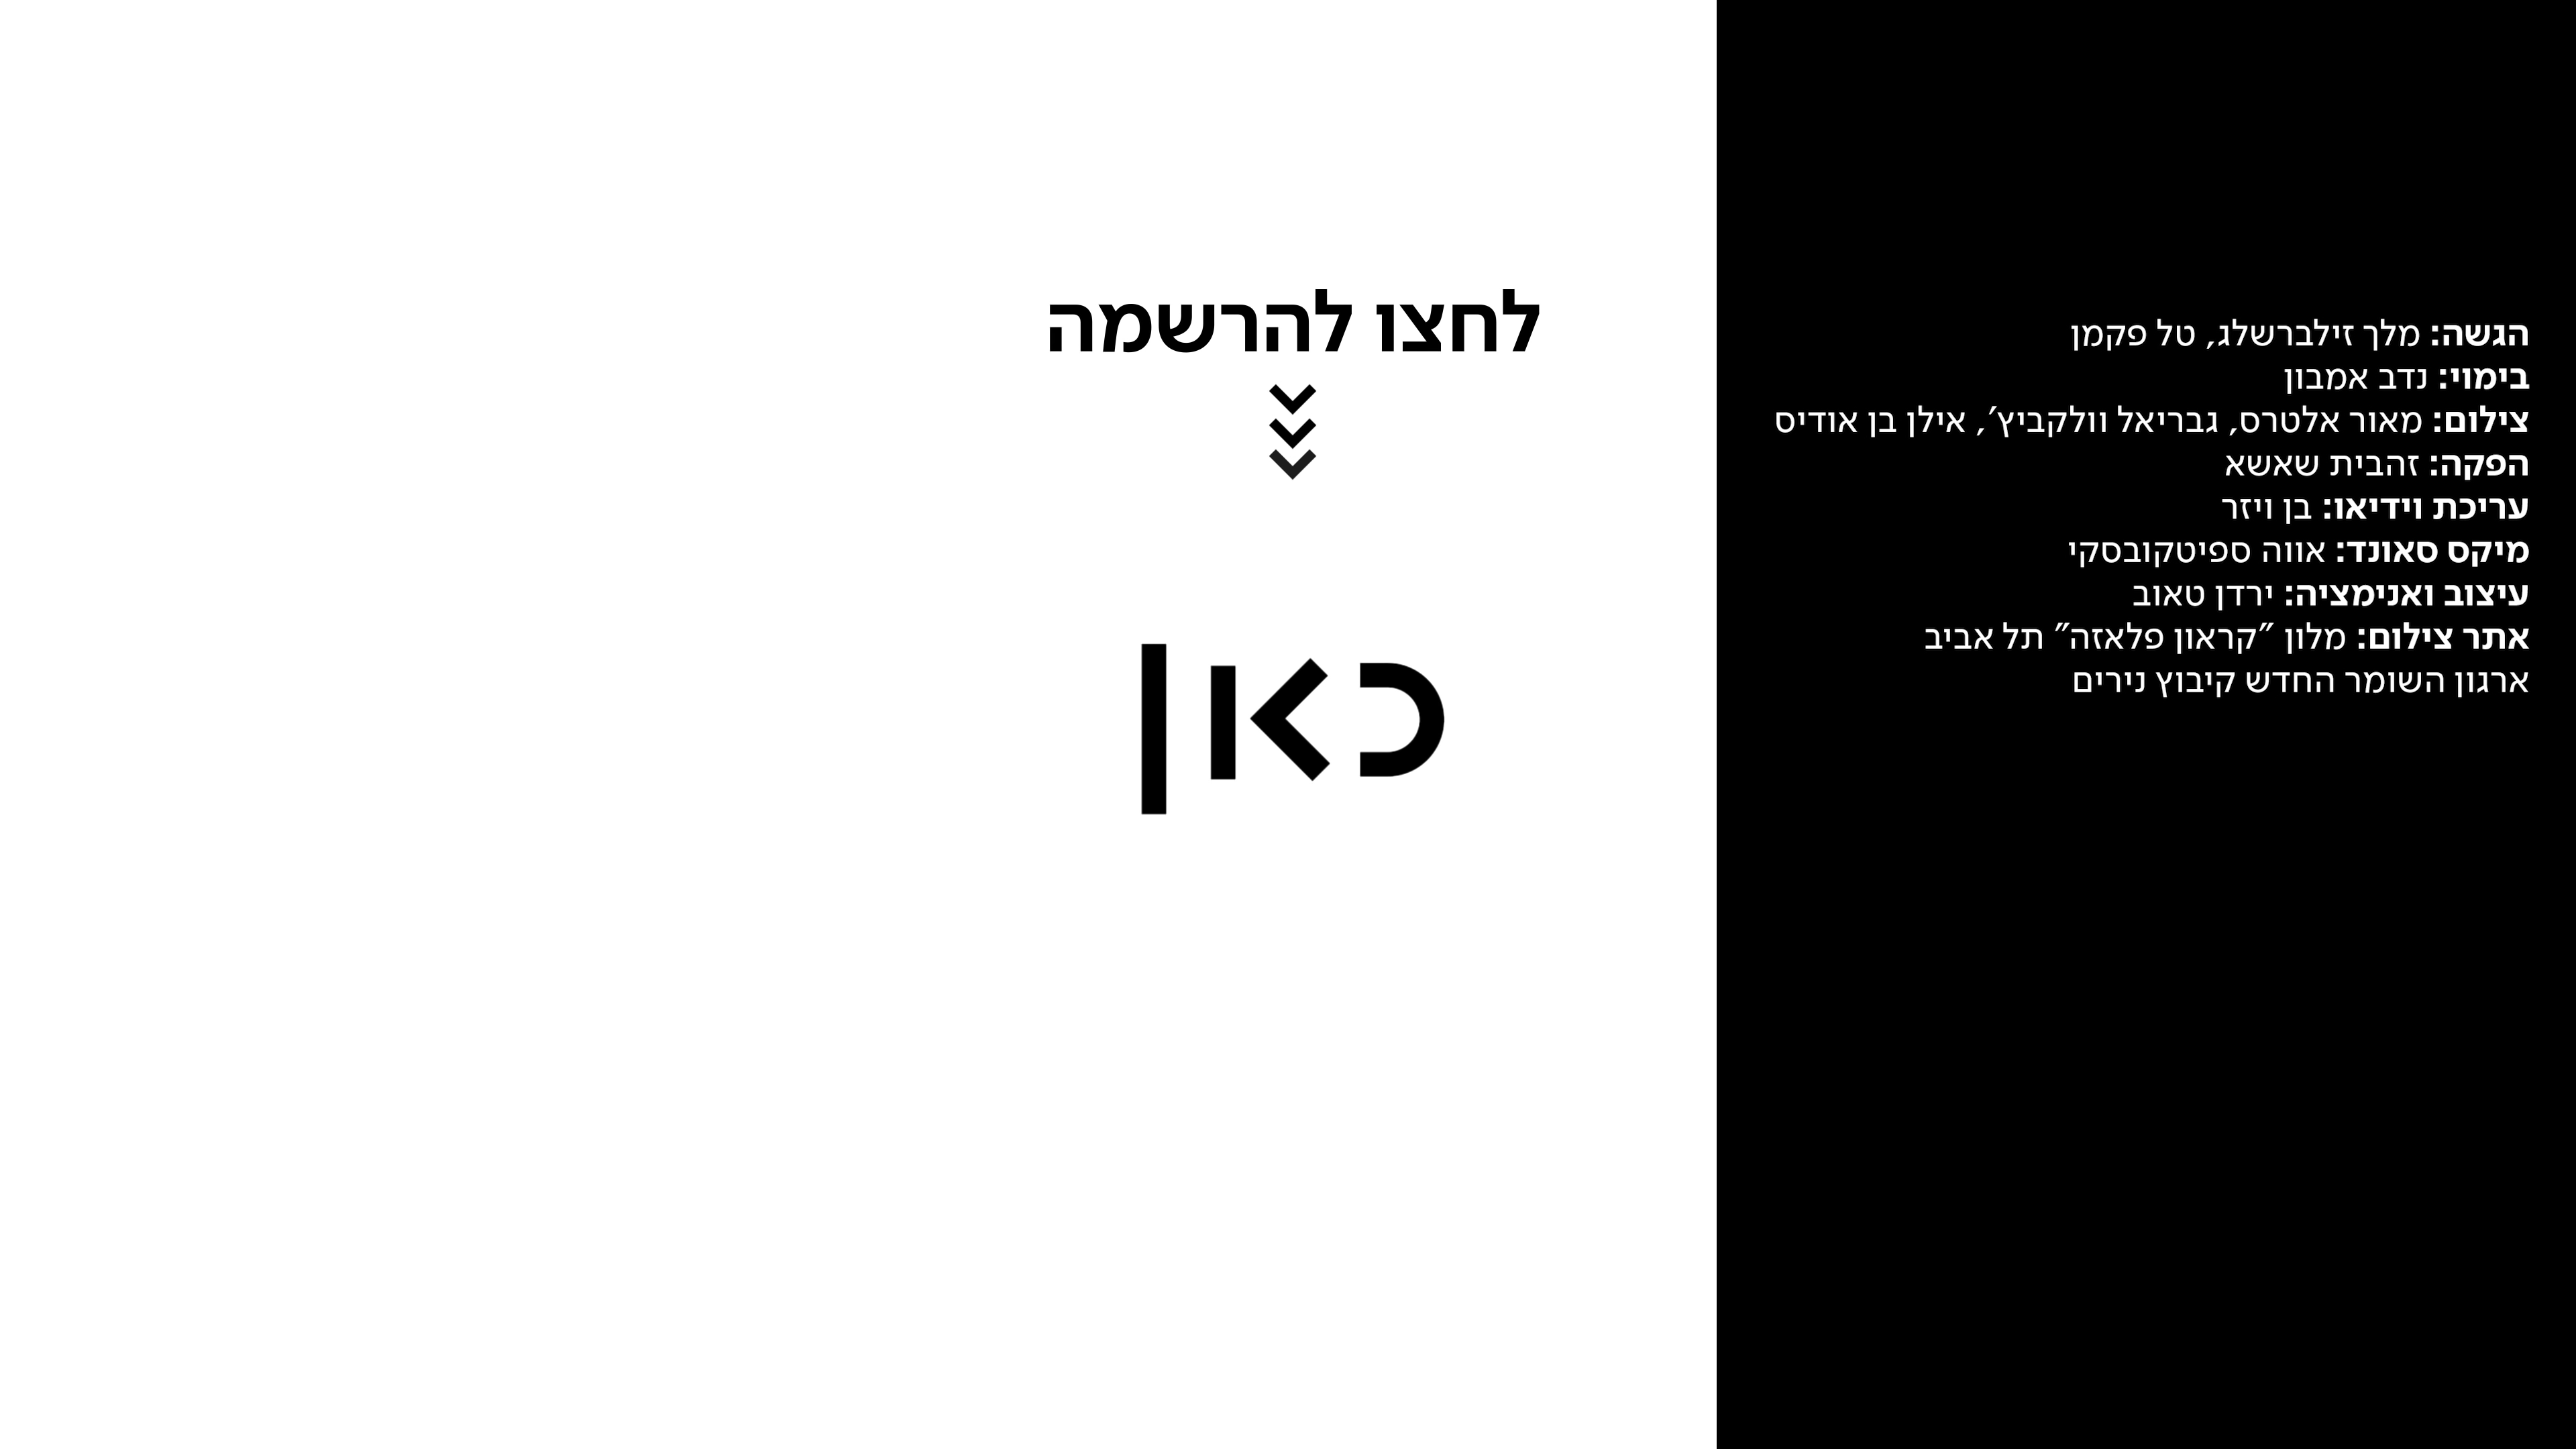 הגשה: מלך זילברשלג, טל פקמן
בימוי: נדב אמבון
צילום: מאור אלטרס, גבריאל וולקביץ', אילן בן אודיס
הפקה: זהבית שאשא
עריכת וידיאו: בן ויזר
מיקס סאונד: אווה ספיטקובסקי
עיצוב ואנימציה: ירדן טאוב
אתר צילום: מלון "קראון פלאזה" תל אביב
ארגון השומר החדש קיבוץ נירים
לחצו להרשמה
כאן